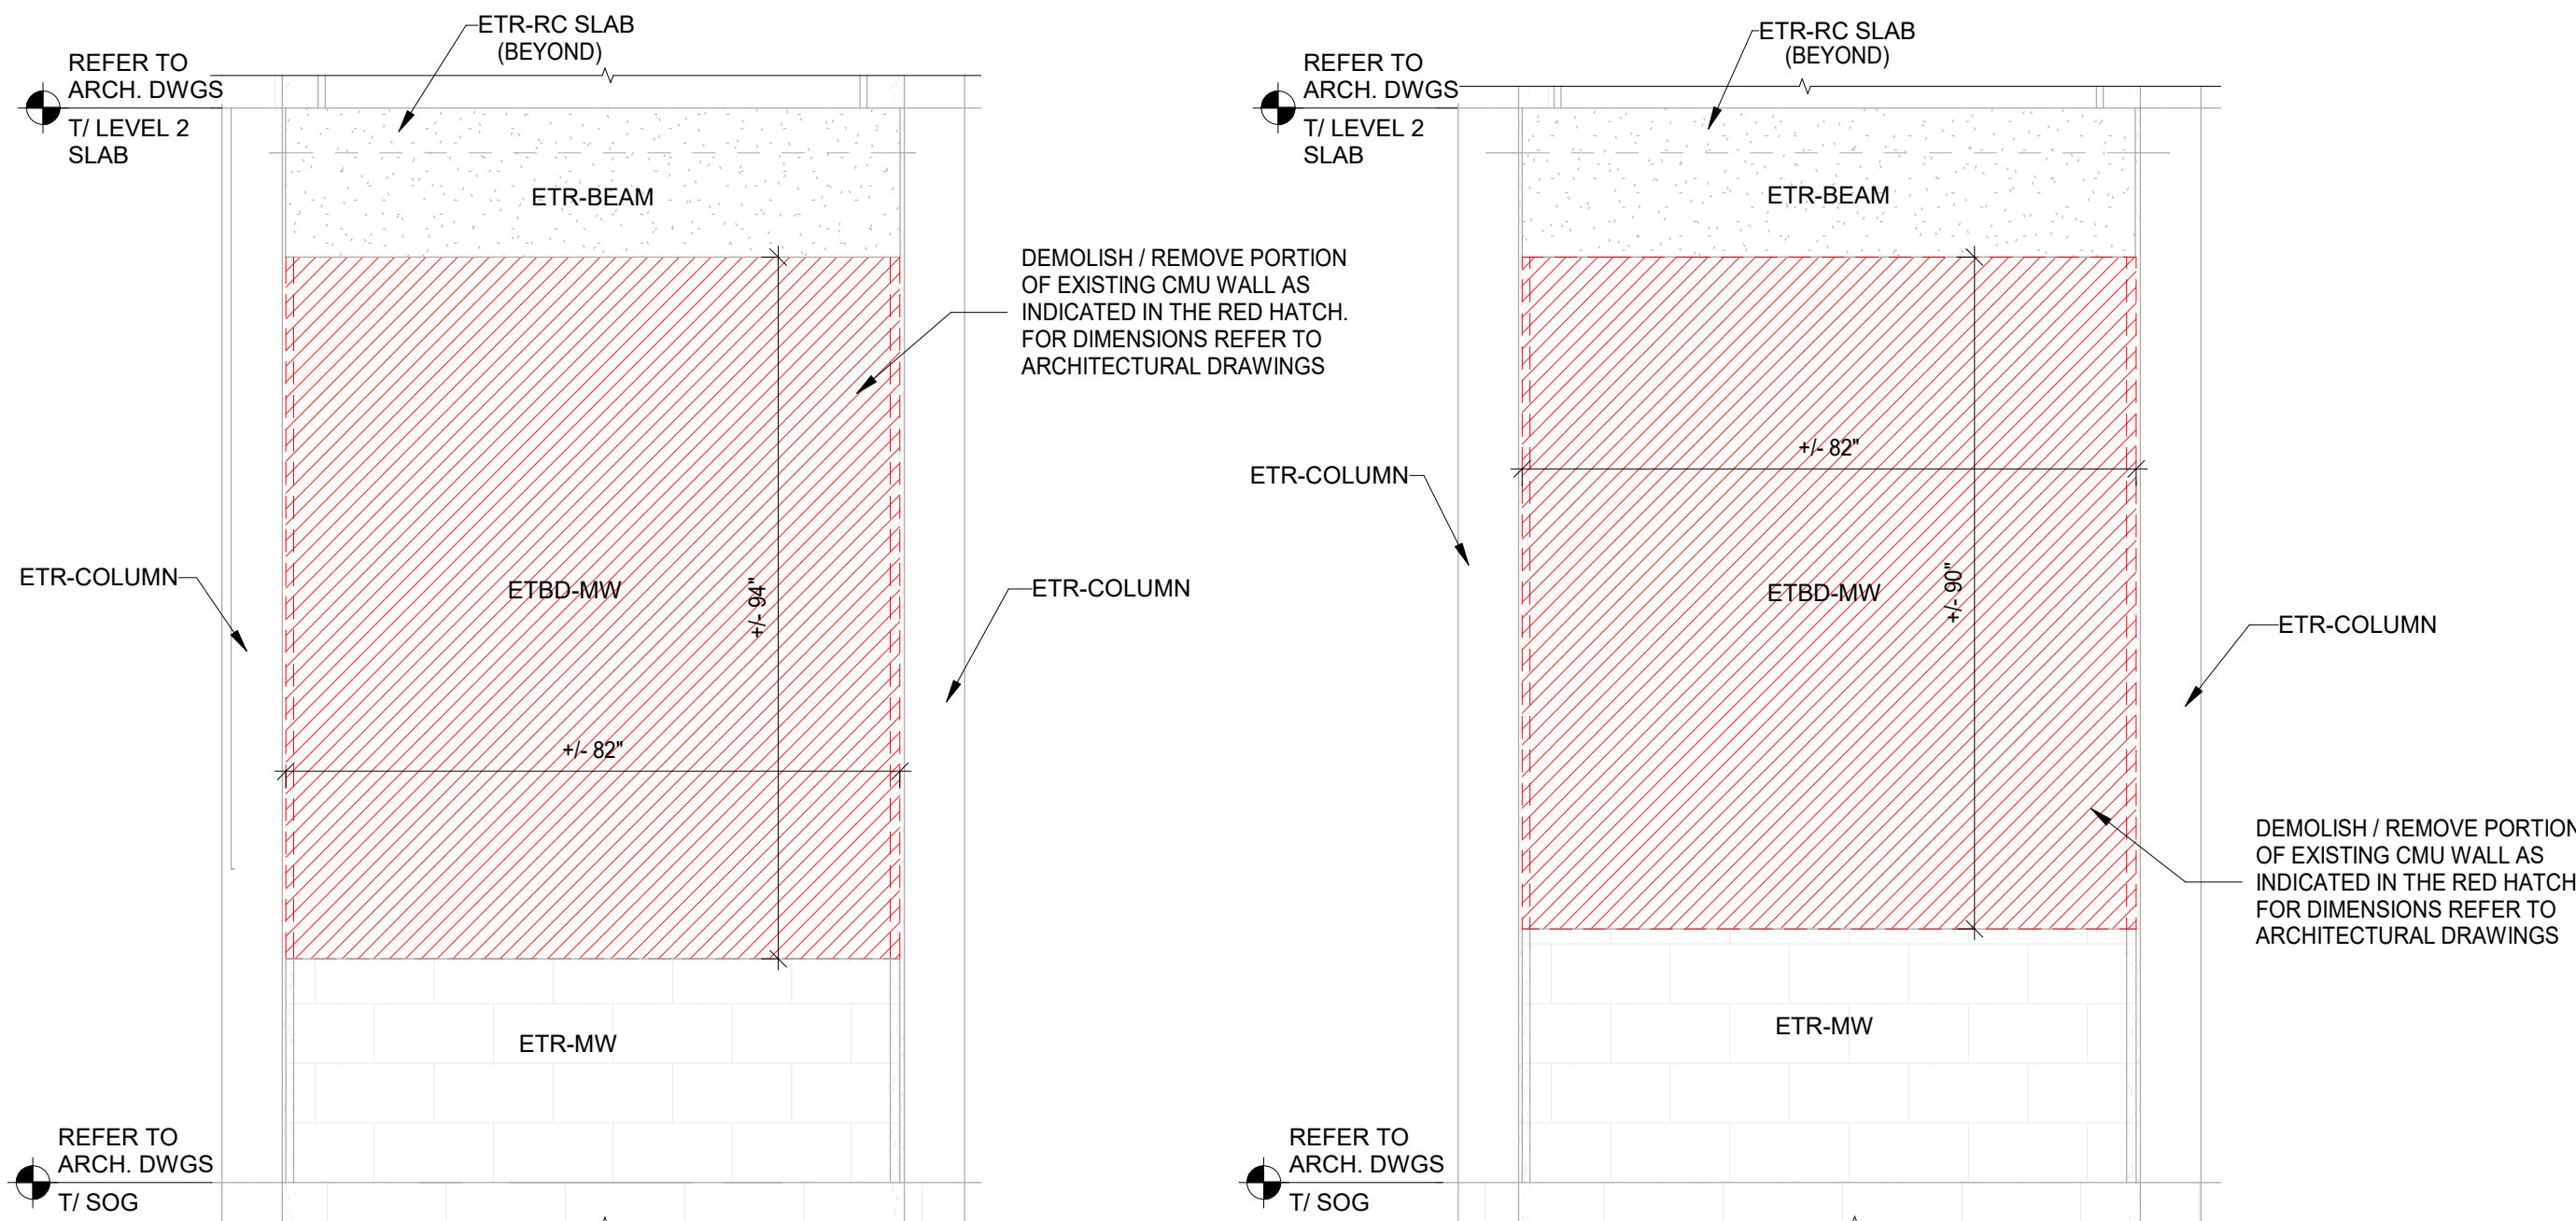 ETR-RC SLAB
(BEYOND)
REFER TO
ARCH. DWGS
T/ LEVEL 2
SLAB
ETR-BEAM
DEMOLISH / REMOVE PORTION
OF EXISTING CMU WALL AS
INDICATED IN THE RED HATCH.
FOR DIMENSIONS REFER TO
ARCHITECTURAL DRAWINGS
ETR-COLUMN
ETBD-MW
+/- 94"
ETR-COLUMN
+/- 82"
ETR-MW
REFER TO
ARCH. DWGS
T/ SOG
ETR-RC SLAB
(BEYOND)
REFER TO
ARCH. DWGS
T/ LEVEL 2
SLAB
ETR-BEAM
+/- 82"
ETR-COLUMN
ETBD-MW
+/- 90"
ETR-COLUMN
DEMOLISH / REMOVE PORTION
OF EXISTING CMU WALL AS
INDICATED IN THE RED HATCH
FOR DIMENSIONS REFER TO
ARCHITECTURAL DRAWINGS
ETR-MW
REFER TO
ARCH. DWGS
T/ SOG